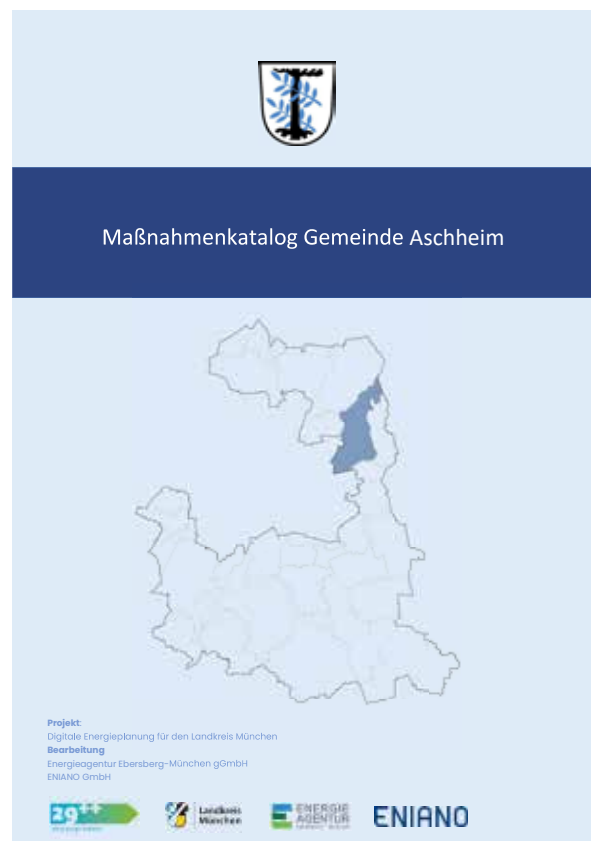 Maßnahmenkatalog Gemeinde Aschheim
Projekt:
Digitale Energieplanung für den Landkreis München
Bearbeitung
Energieagentur Ebersberg-München gGmbH
ENIANO GmbH
29++
Landkreis
München
ENERGIE
AGENTUR
ENIANO